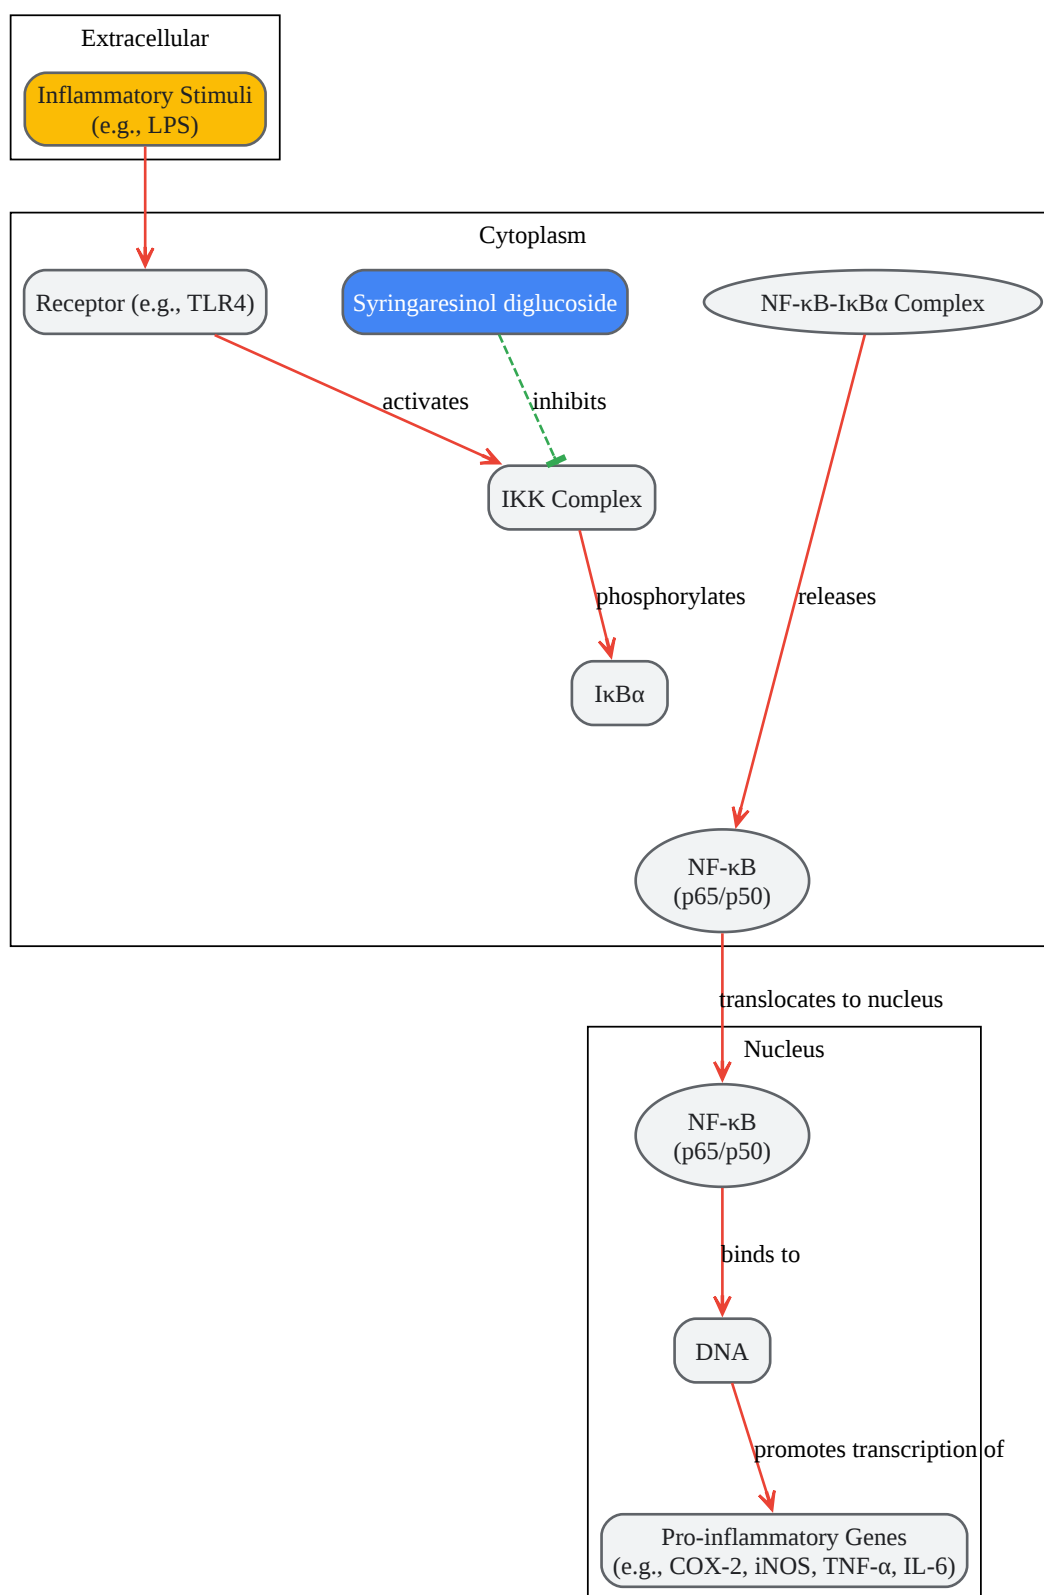 Extracellular
Inflammatory Stimuli
(e.g., LPS)
Cytoplasm
Receptor (e.g., TLR4)
Syringaresinol diglucoside
NF-κB-IκBα Complex
activates
inhibits
IKK Complex
phosphorylates
releases
IκBα
NF-κB
(p65/p50)
translocates to nucleus
Nucleus
NF-κB
(p65/p50)
binds to
DNA
promotes transcription of
Pro-inflammatory Genes
(e.g., COX-2, iNOS, TNF-α, IL-6)